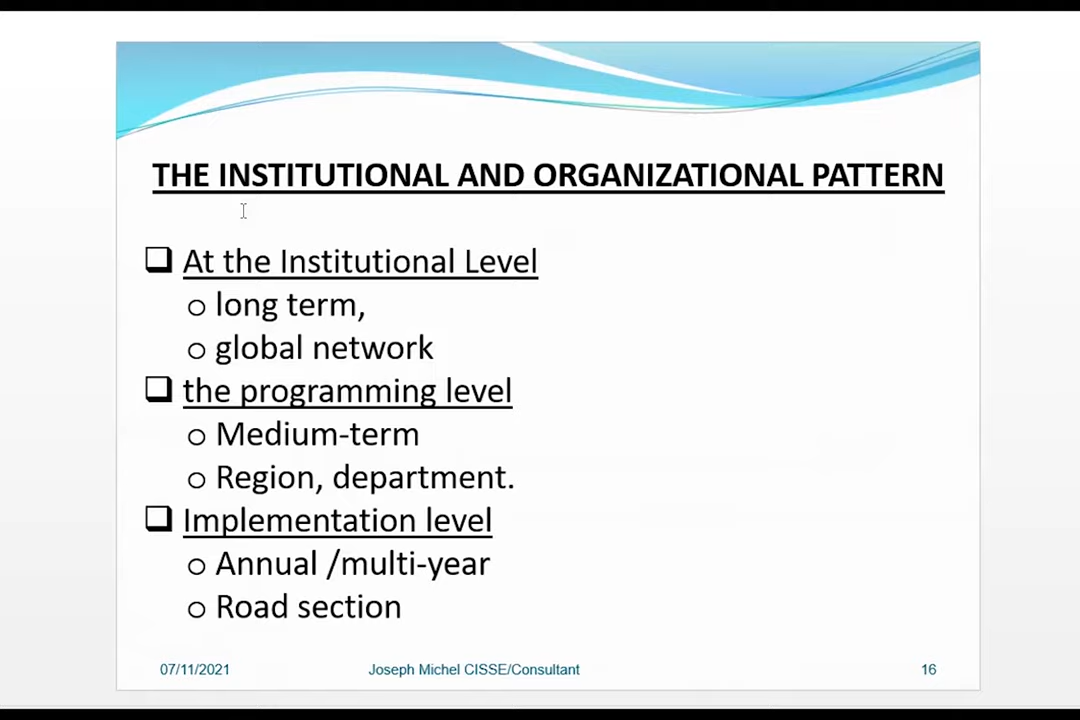 THE INSTITUTIONAL AND ORGANIZATIONAL PATTERN
At the Institutional Level
long term,
global network
the programming level
Medium-term
Region, department.
Implementation level
Annual /multi-year
Road section
07/11/2021 Joseph Michel CISSE/Consultant 16